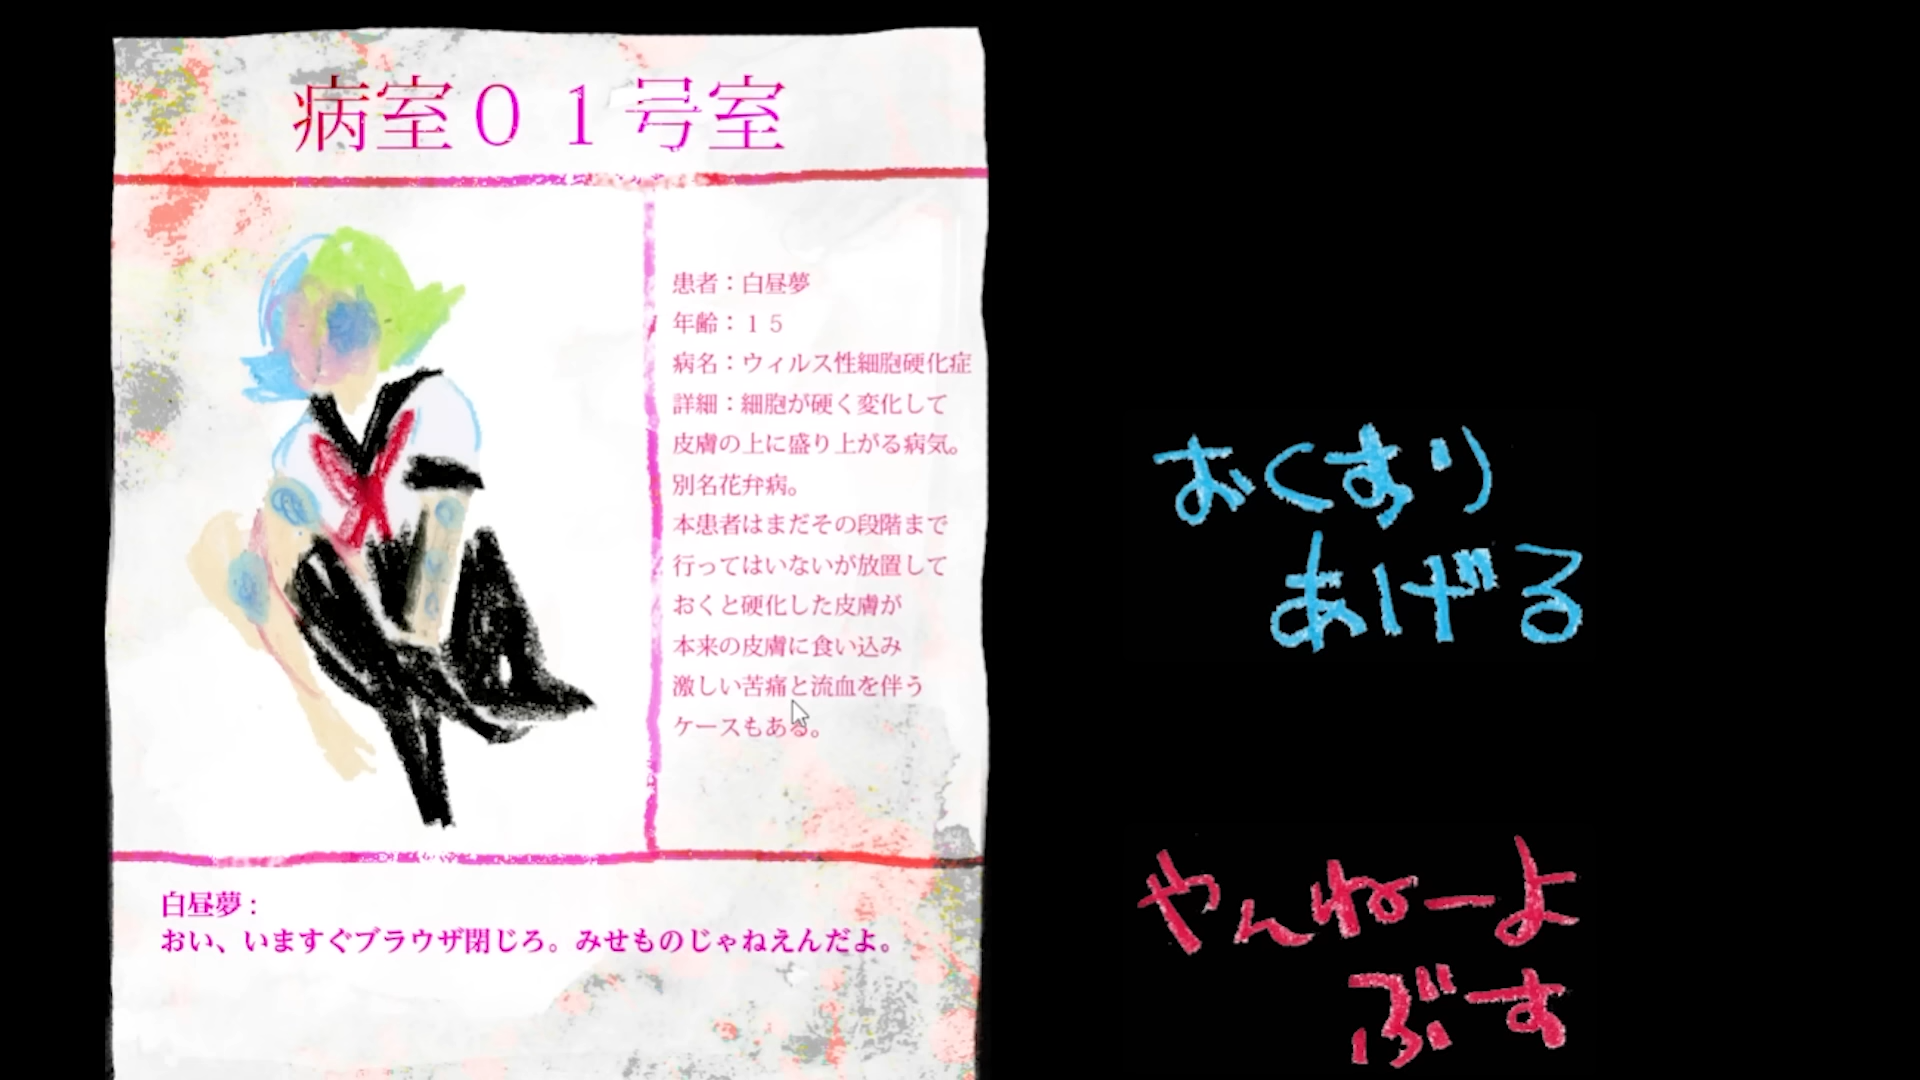 病室０１号室
患者：白昼夢
年齢：１５
病名：ウィルス性細胞硬化症
詳細：細胞が硬く変化して
皮膚の上に盛り上がる病気。
別名花弁病。
本患者はまだその段階まで
行ってはいないが放置して
おくと硬化した皮膚が
本来の皮膚に食い込み
激しい苦痛と流血を伴う
ケースもある。
白昼夢：
おい、いますぐブラウザ閉じろ。みせものじゃねえんだよ。
おくすり
あげる
やんねーよ
ぶす